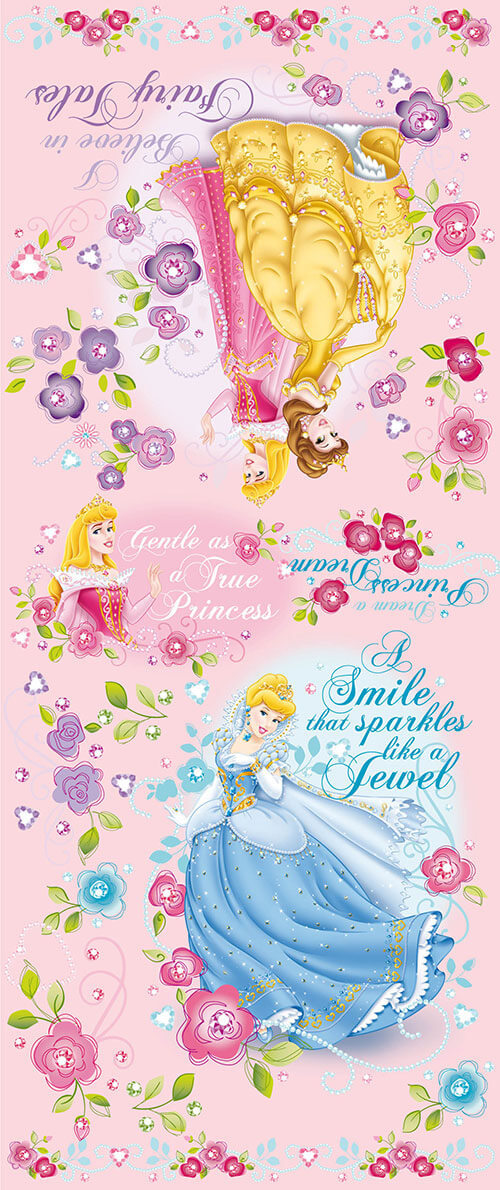 I
Believe in
Fairy Tales
Gentle as
a True
Princess
Dream a
Princess Dream
A
Smile
that sparkles
like a
Jewel